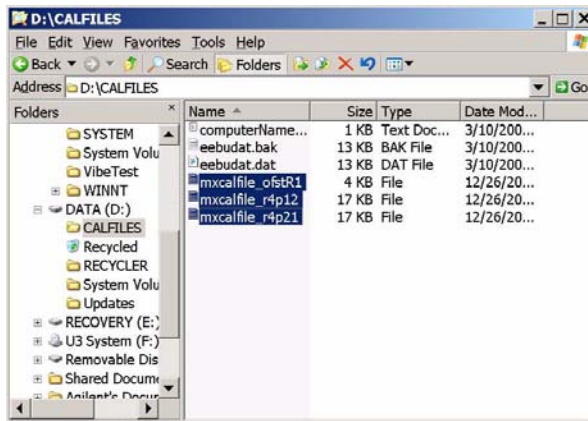 D:\CALFILES
File Edit View Favorites Tools Help
Back Search Folders
Address D:\CALFILES Go
Folders
SYSTEM
System Volu
VibeTest
WINNT
DATA (D:)
CALFILES
Recycled
RECYCLER
System Volu
Updates
RECOVERY (E:)
U3 System (F:)
Removable Dis
Shared Docume
Agilent's Docur
Name Size Type Date Mod...
computerName... 1 KB Text Doc... 3/10/200...
eebudat.bak 13 KB BAK File 3/10/200...
eebudat.dat 13 KB DAT File 3/10/200...
mxcalfile_ofstR1 4 KB File 12/26/20...
mxcalfile_r4p12 17 KB File 12/26/20...
mxcalfile_r4p21 17 KB File 12/26/20...